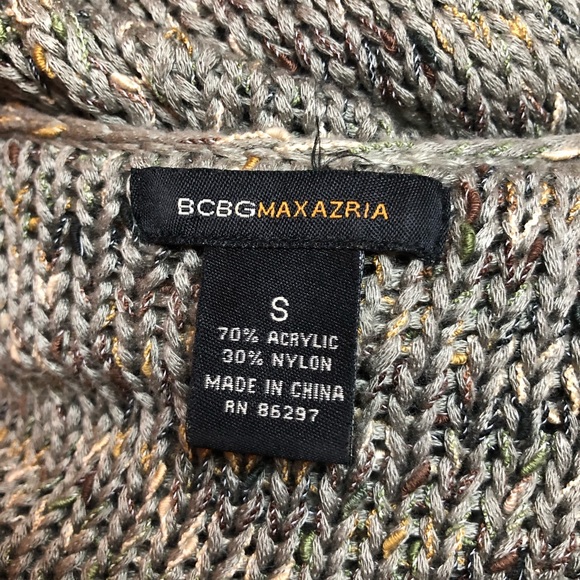 BCBGMAXAZRIA
S
70% ACRYLIC
30% NYLON
MADE IN CHINA
RN 86297